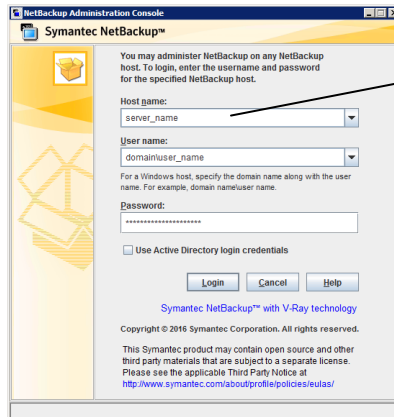 NetBackup Administration Console
Symantec NetBackup™
You may administer NetBackup on any NetBackup
host. To login, enter the username and password
for the specified NetBackup host.
Host name:
server_name
User name:
domain\user_name
For a Windows host, specify the domain name along with the user
name. For example, domain name\user name.
Password:
*********************
Use Active Directory login credentials
Login Cancel Help
Symantec NetBackup™ with V-Ray technology
Copyright © 2016 Symantec Corporation. All rights reserved.
This Symantec product may contain open source and other
third party materials that are subject to a separate license.
Please see the applicable Third Party Notice at
http://www.symantec.com/about/profile/policies/eulas/